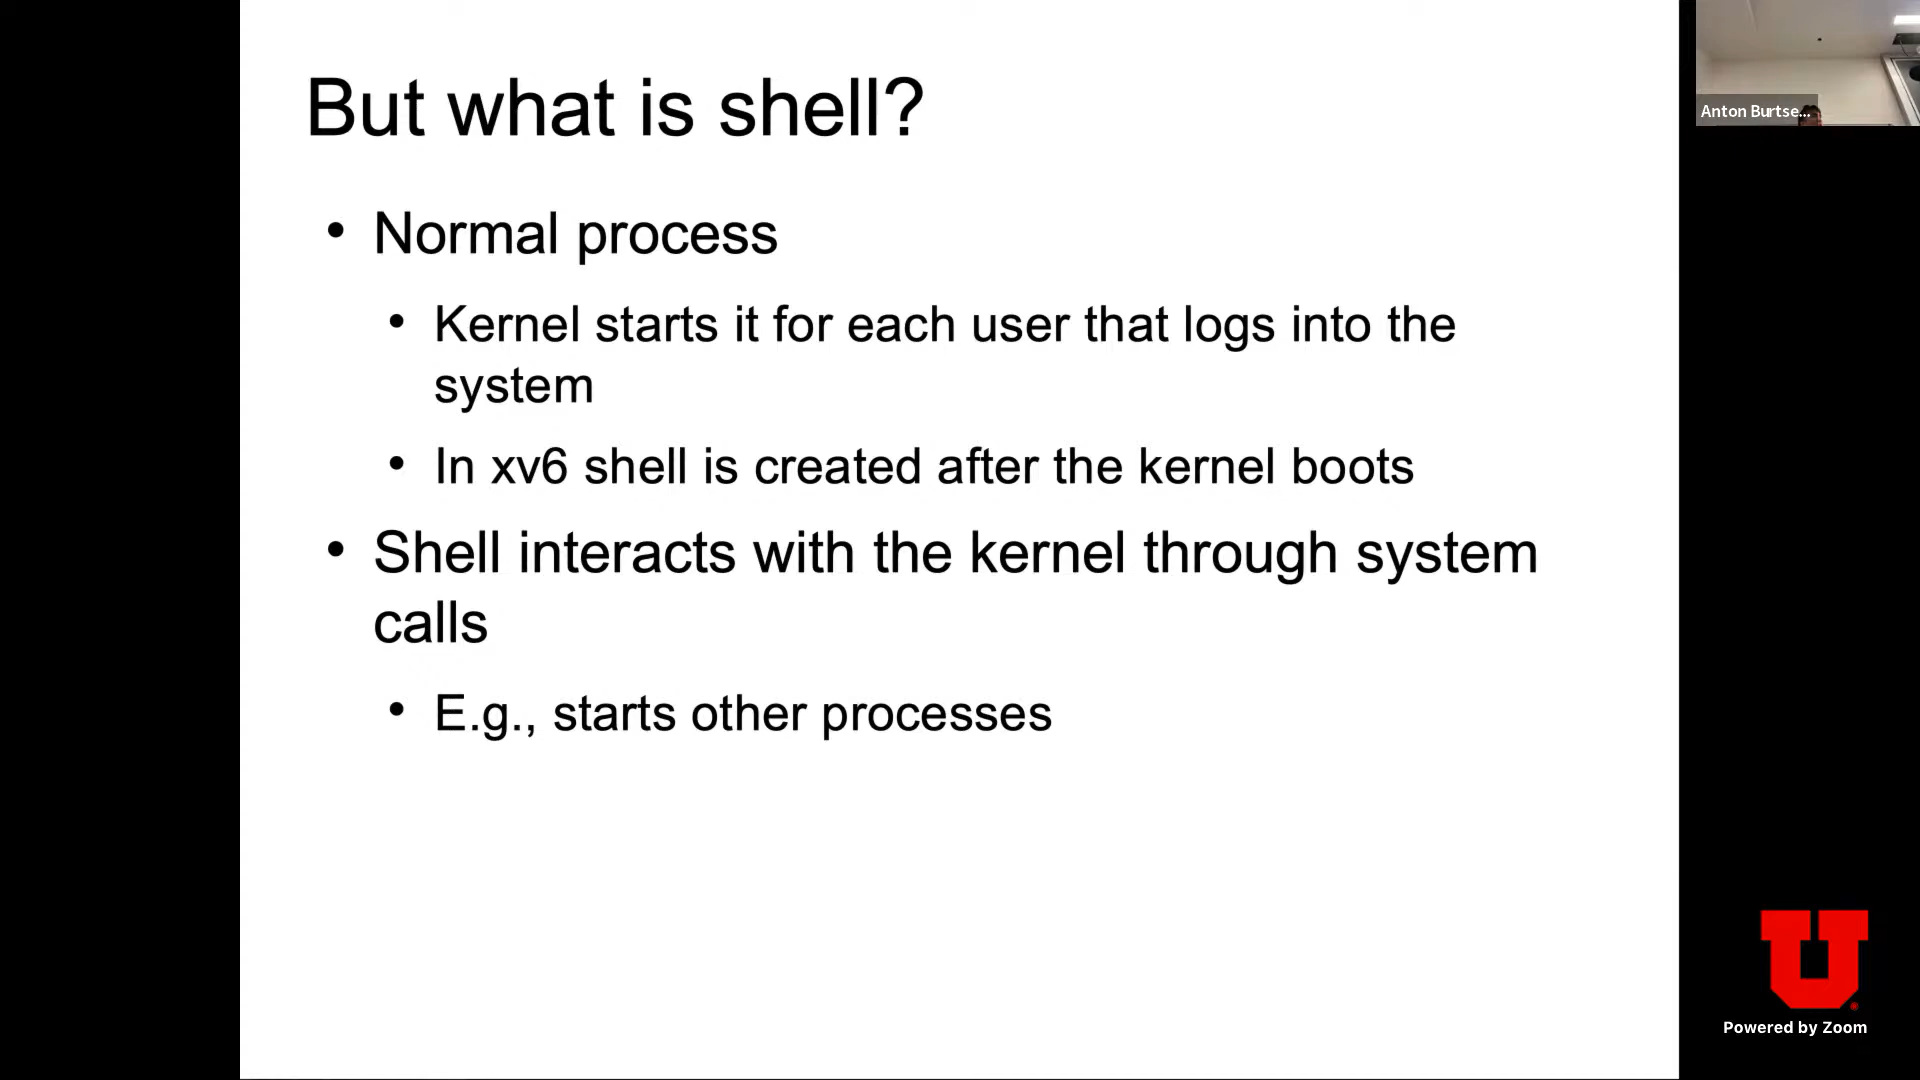 But what is shell?
• Normal process
• Kernel starts it for each user that logs into the
system
• In xv6 shell is created after the kernel boots
• Shell interacts with the kernel through system
calls
• E.g., starts other processes
Anton Burtse...
U
Powered by Zoom